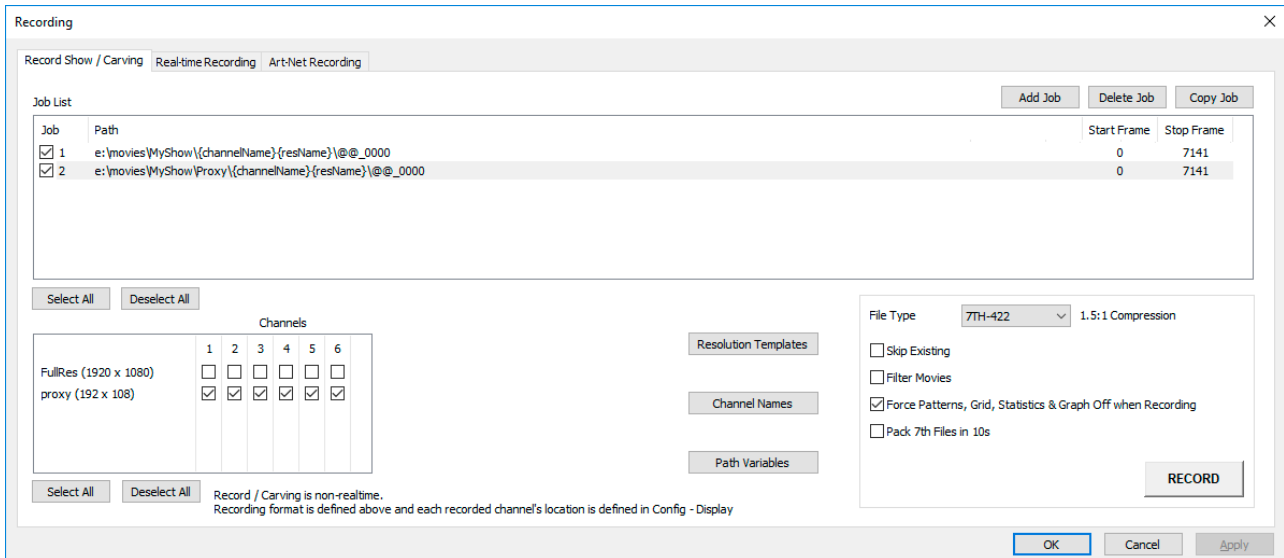 Recording
Record Show / Carving Real-time Recording Art-Net Recording
Job List
Add Job Delete Job Copy Job
Job Path Start Frame Stop Frame
1 e:\movies\MyShow\{channelName}{resName}\@@_0000 0 7141
2 e:\movies\MyShow\Proxy\{channelName}{resName}\@@_0000 0 7141
Select All Deselect All
Channels
1 2 3 4 5 6
FullRes (1920 x 1080)
proxy (192 x 108)
Select All Deselect All
Record / Carving is non-realtime.
Recording format is defined above and each recorded channel's location is defined in Config - Display
Resolution Templates
Channel Names
Path Variables
File Type 7TH-422 1.5:1 Compression
Skip Existing
Filter Movies
Force Patterns, Grid, Statistics & Graph Off when Recording
Pack 7th Files in 10s
RECORD
OK Cancel Apply